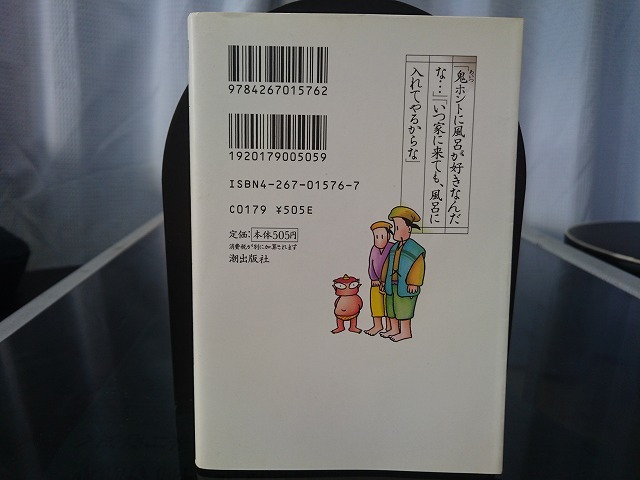 9784267015762
1920179005059
ISBN4-267-01576-7
C0179 ¥505E
定価:本体505円
消費税が別に加算されます
潮出版社
「鬼ホントに風呂が好きなんだ
な…」「いつ家に来ても、風呂に
入れてやるからな」